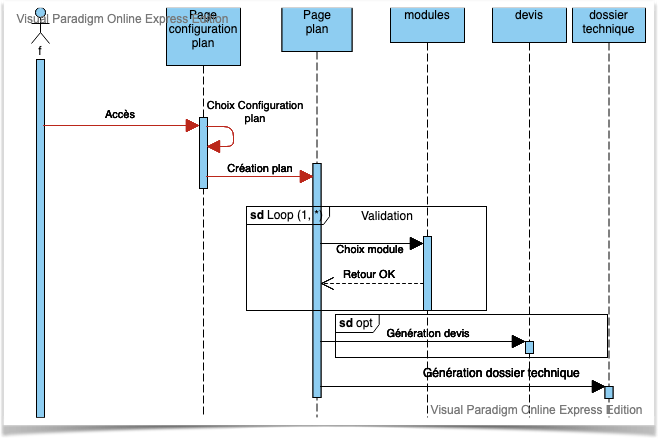 Visual Paradigm Online Express Edition
Page
configuration
plan
Page
plan
modules
devis
dossier
technique
f
Accès
Choix Configuration
plan
Création plan
sd Loop (1, *)
Validation
Choix module
Retour OK
sd opt
Génération devis
Génération dossier technique
Visual Paradigm Online Express Edition